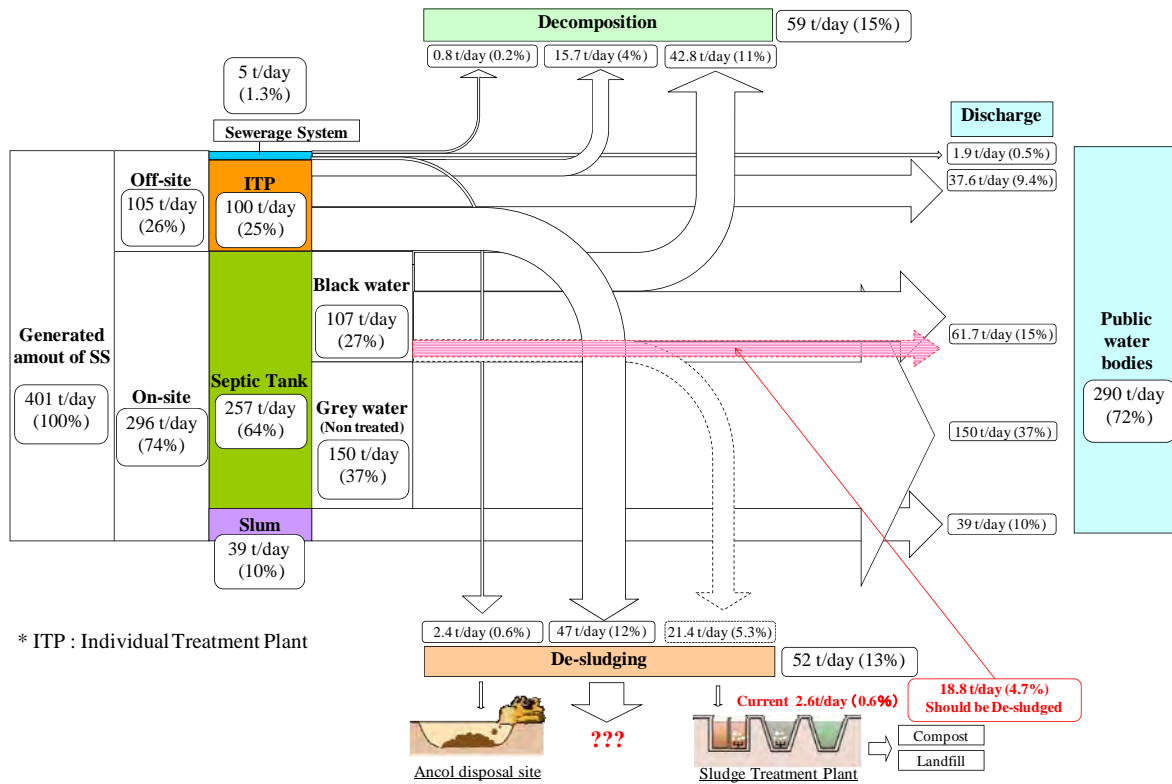 Decomposition
59 t/day (15%)
0.8 t/day (0.2%)
15.7 t/day (4%)
42.8 t/day (11%)
5 t/day
(1.3%)
Sewerage System
Discharge
1.9 t/day (0.5%)
37.6 t/day (9.4%)
Off-site
105 t/day
(26%)
ITP
100 t/day
(25%)
Black water
107 t/day
(27%)
61.7 t/day (15%)
Generated
amout of SS
401 t/day
(100%)
On-site
296 t/day
(74%)
Septic Tank
257 t/day
(64%)
Grey water
(Non treated)
150 t/day
(37%)
150 t/day (37%)
Public
water
bodies
290 t/day
(72%)
Slum
39 t/day
(10%)
39 t/day (10%)
* ITP : Individual Treatment Plant
2.4 t/day (0.6%)
47 t/day (12%)
21.4 t/day (5.3%)
De-sludging
52 t/day (13%)
Current 2.6t/day (0.6%)
18.8 t/day (4.7%)
Should be De-sludged
???
Compost
Landfill
Ancol disposal site
Sludge Treatment Plant